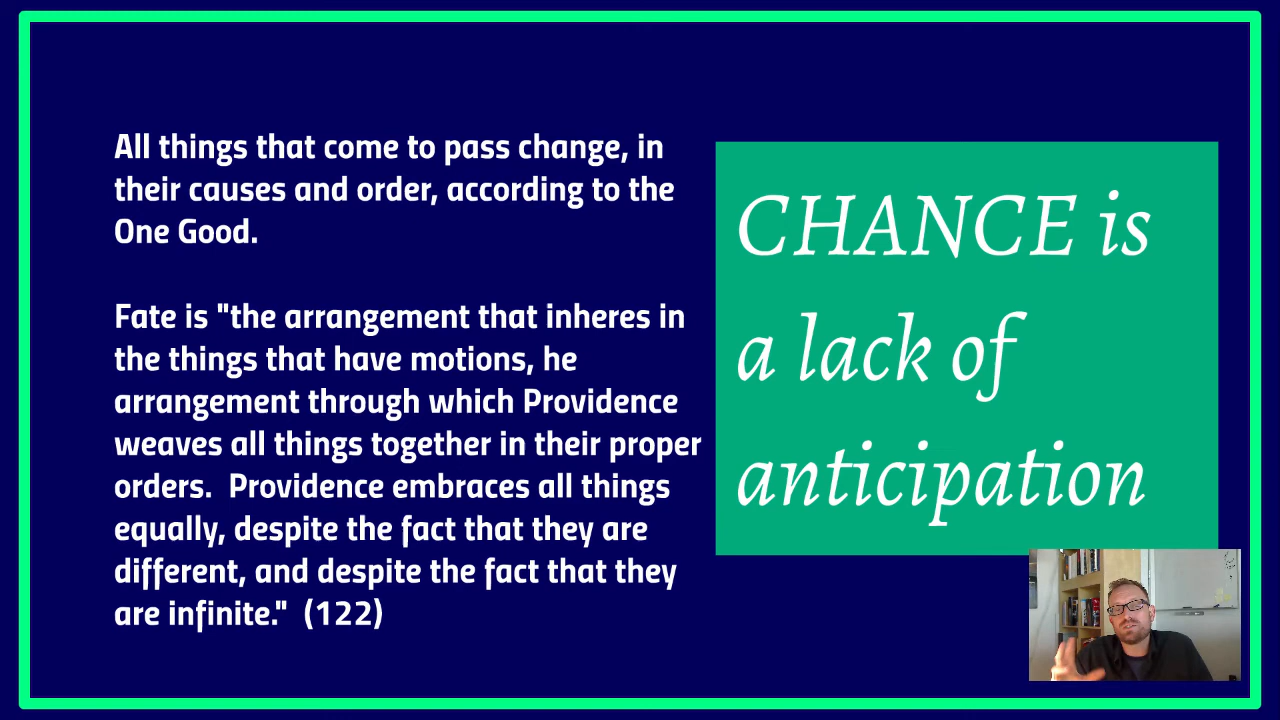 All things that come to pass change, in
their causes and order, according to the
One Good.
Fate is "the arrangement that inheres in
the things that have motions, he
arrangement through which Providence
weaves all things together in their proper
orders.  Providence embraces all things
equally, despite the fact that they are
different, and despite the fact that they
are infinite."  (122)
CHANCE is
a lack of
anticipation